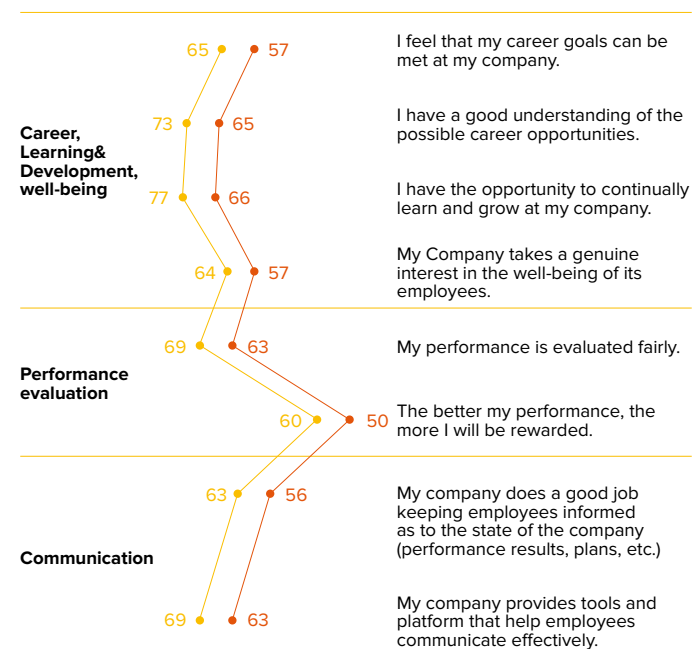 65
57
I feel that my career goals can be
met at my company.
73
65
I have a good understanding of the
possible career opportunities.
Career,
Learning&
Development,
well-being
77
66
I have the opportunity to continually
learn and grow at my company.
64
57
My Company takes a genuine
interest in the well-being of its
employees.
69
63
My performance is evaluated fairly.
Performance
evaluation
60
50
The better my performance, the
more I will be rewarded.
63
56
My company does a good job
keeping employees informed
as to the state of the company
(performance results, plans, etc.)
Communication
69
63
My company provides tools and
platform that help employees
communicate effectively.